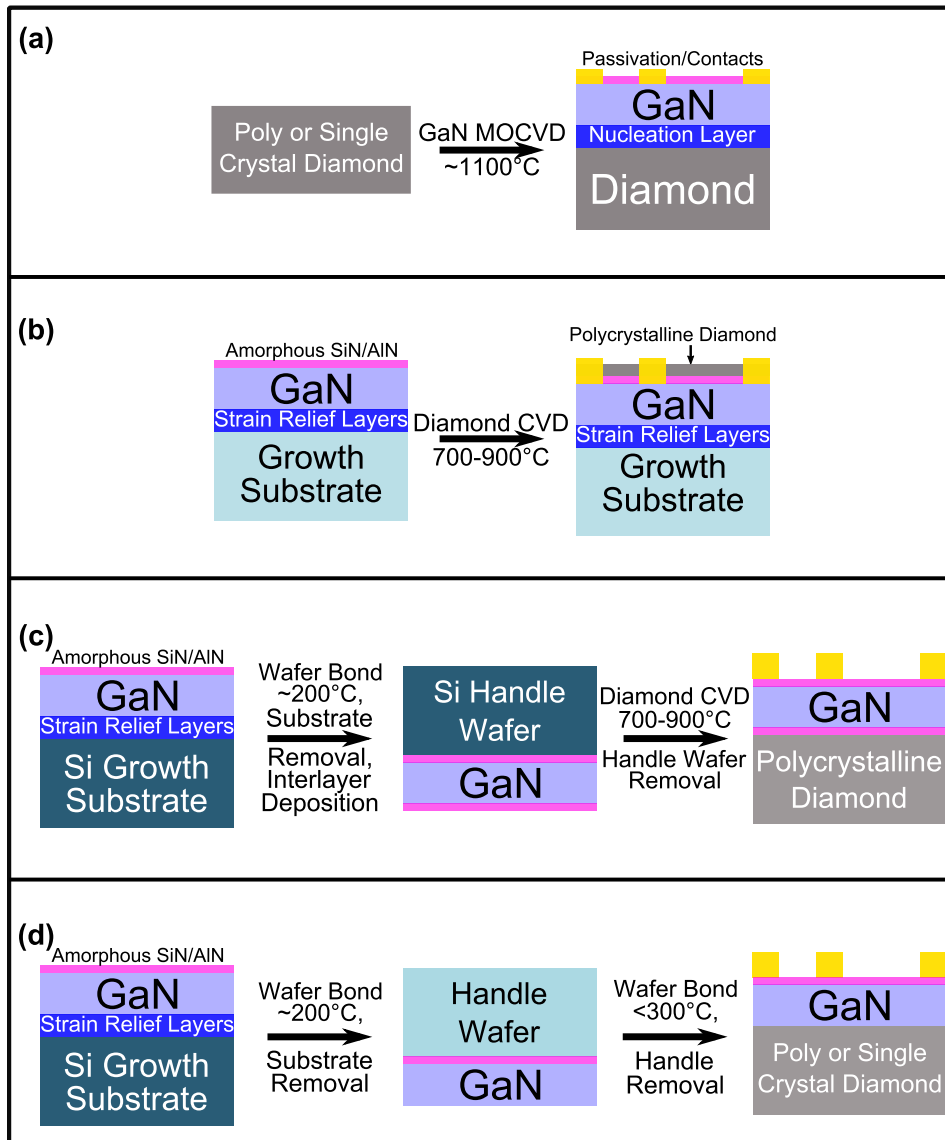 (a)
Passivation/Contacts
Poly or Single
Crystal Diamond
GaN MOCVD
~1100°C
GaN
Nucleation Layer
Diamond
(b)
Amorphous SiN/AlN
GaN
Strain Relief Layers
Growth
Substrate
Diamond CVD
700-900°C
Polycrystalline Diamond
GaN
Strain Relief Layers
Growth
Substrate
(c)
Amorphous SiN/AlN
GaN
Strain Relief Layers
Si Growth
Substrate
Wafer Bond
~200°C,
Substrate
Removal,
Interlayer
Deposition
Si Handle
Wafer
GaN
Diamond CVD
700-900°C
Handle Wafer
Removal
GaN
Polycrystalline
Diamond
(d)
Amorphous SiN/AlN
GaN
Strain Relief Layers
Si Growth
Substrate
Wafer Bond
~200°C,
Substrate
Removal
Handle
Wafer
GaN
Wafer Bond
<300°C,
Handle
Removal
GaN
Poly or Single
Crystal Diamond